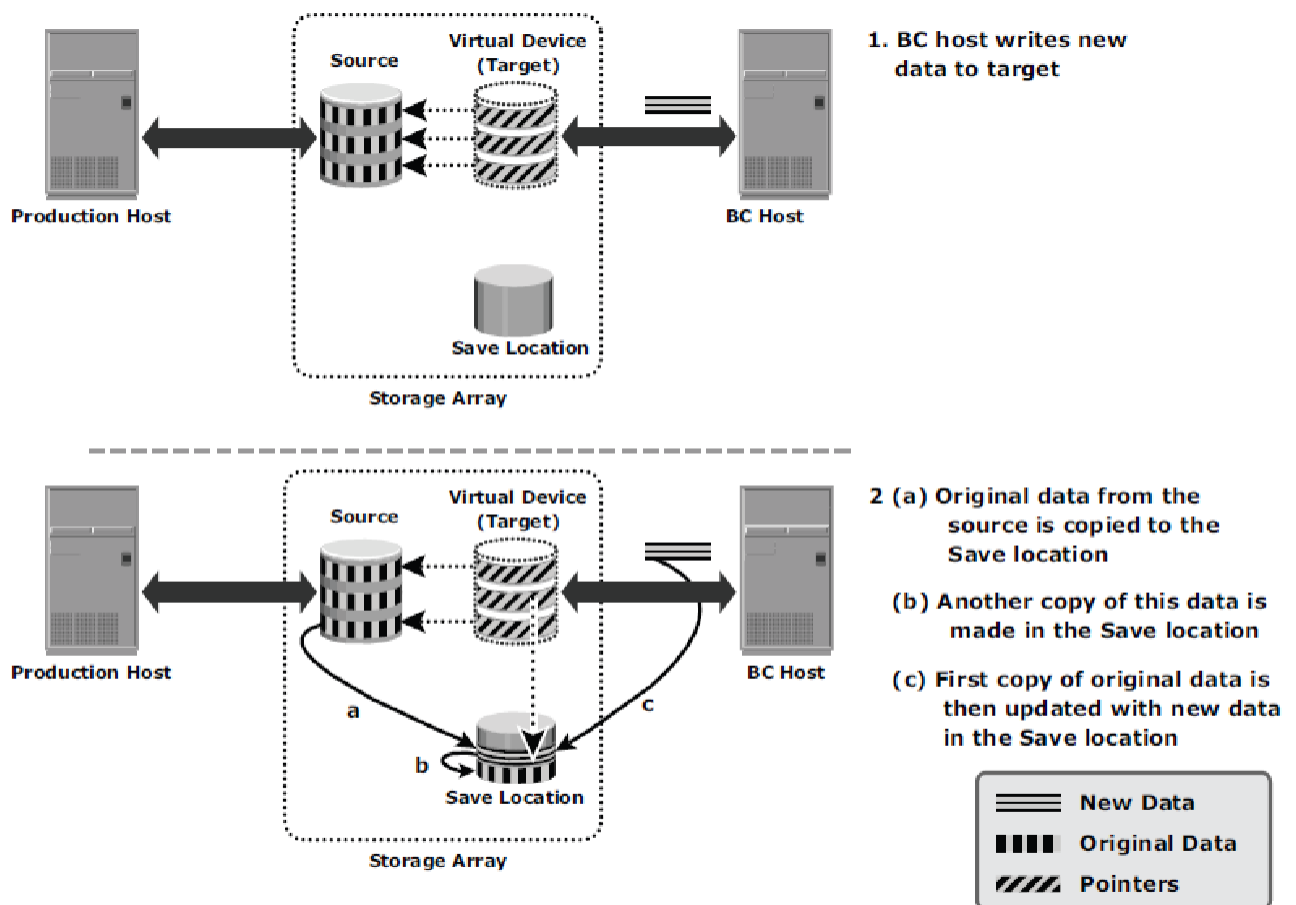 Source
Virtual Device
(Target)
1. BC host writes new
data to target
Production Host
BC Host
Save Location
Storage Array
Source
Virtual Device
(Target)
2 (a) Original data from the
source is copied to the
Save location
(b) Another copy of this data is
made in the Save location
Production Host
BC Host
(c) First copy of original data is
then updated with new data
in the Save location
a
c
b
Save Location
Storage Array
New Data
Original Data
Pointers